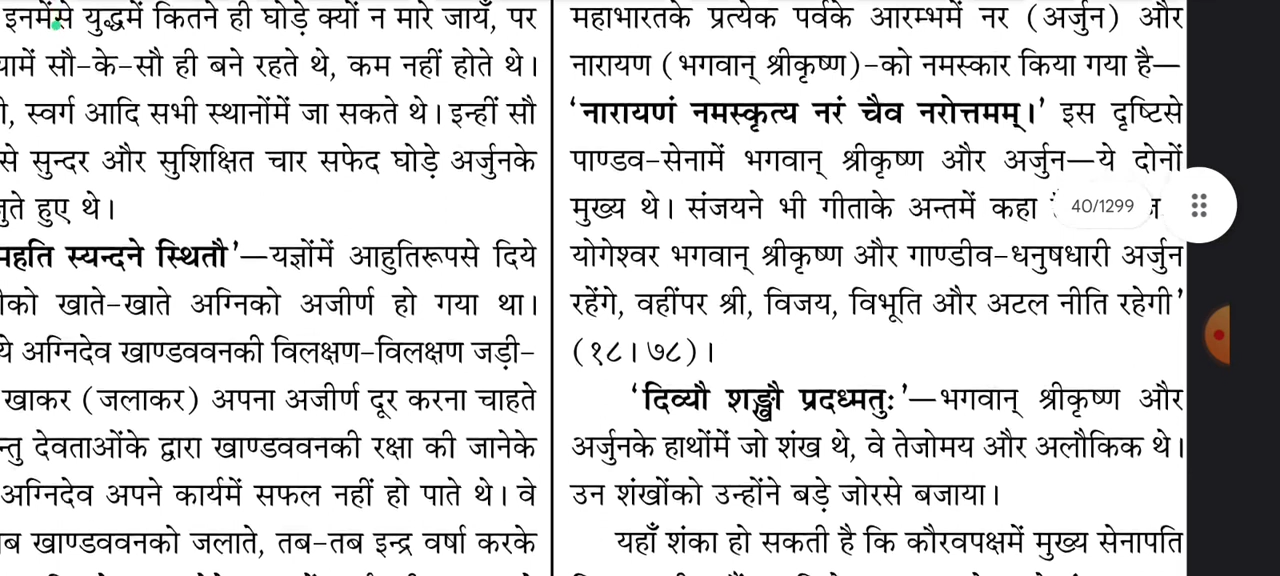 इनमेंसे युद्धमें कितने ही घोड़े क्यों न मारे जायँ, पर
सौ-के-सौ ही बने रहते थे, कम नहीं होते थे।
स्वर्ग आदि सभी स्थानोंमें जा सकते थे। इन्हीं सौ
से सुन्दर और सुशिक्षित चार सफेद घोड़े अर्जुनके
हुए थे।
महति स्यन्दने स्थितौ’—यज्ञोंमें आहुतिरूपसे दिये
को खाते-खाते अग्निको अजीर्ण हो गया था।
ये अग्निदेव खाण्डववनकी विलक्षण-विलक्षण जड़ी-
खाकर (जलाकर) अपना अजीर्ण दूर करना चाहते
देवताओंके द्वारा खाण्डववनकी रक्षा की जानेके
अग्निदेव अपने कार्यमें सफल नहीं हो पाते थे। वे
खाण्डववनको जलाते, तब-तब इन्द्र वर्षा करके
महाभारतके प्रत्येक पर्वके आरम्भमें नर (अर्जुन) और
नारायण (भगवान् श्रीकृष्ण)-को नमस्कार किया गया है—
‘नारायणं नमस्कृत्य नरं चैव नरोत्तमम्।’ इस दृष्टिसे
पाण्डव-सेनामें भगवान् श्रीकृष्ण और अर्जुन—ये दोनों
मुख्य थे। संजयने भी गीताके अन्तमें कहा
40/1299
योगेश्वर भगवान् श्रीकृष्ण और गाण्डीव-धनुषधारी अर्जुन
रहेंगे, वहींपर श्री, विजय, विभूति और अटल नीति रहेगी’
(१८।७८)।
‘दिव्यौ शङ्खौ प्रदध्मतुः’—भगवान् श्रीकृष्ण और
अर्जुनके हाथोंमें जो शंख थे, वे तेजोमय और अलौकिक थे।
उन शंखोंको उन्होंने बड़े जोरसे बजाया।
यहाँ शंका हो सकती है कि कौरवपक्षमें मुख्य सेनापति